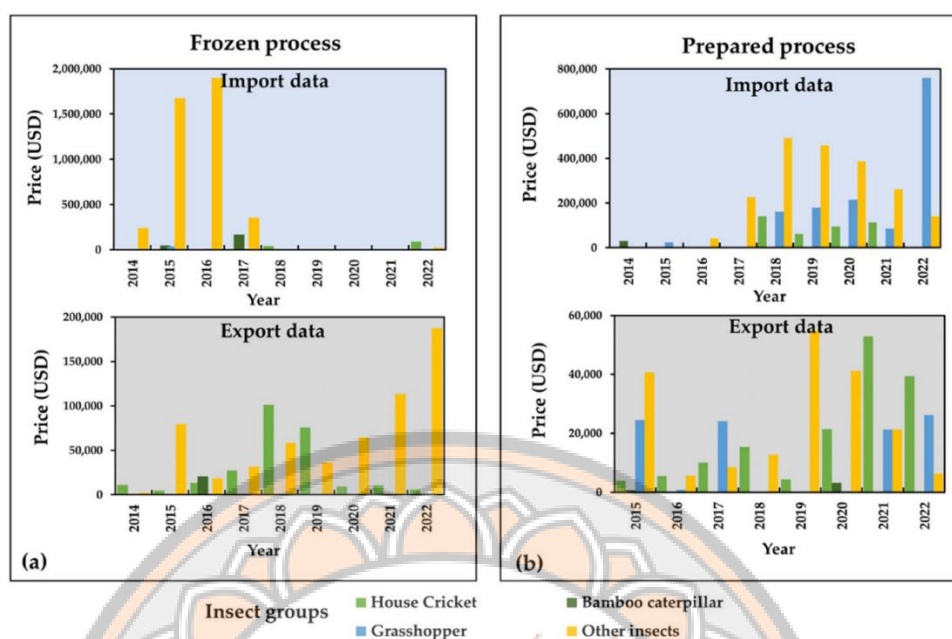 Frozen process
Import data
Price (USD)
2,000,000
1,500,000
1,000,000
500,000
0
2014 2015 2016 2017 2018 2019 2020 2021 2022
Year
Export data
Price (USD)
200,000
150,000
100,000
50,000
0
2014 2015 2016 2017 2018 2019 2020 2021 2022
Year
(a)
Prepared process
Import data
Price (USD)
800,000
600,000
400,000
200,000
0
2014 2015 2016 2017 2018 2019 2020 2021 2022
Year
Export data
Price (USD)
60,000
40,000
20,000
0
2015 2016 2017 2018 2019 2020 2021 2022
Year
(b)
Insect groups
House Cricket
Bamboo caterpillar
Grasshopper
Other insects